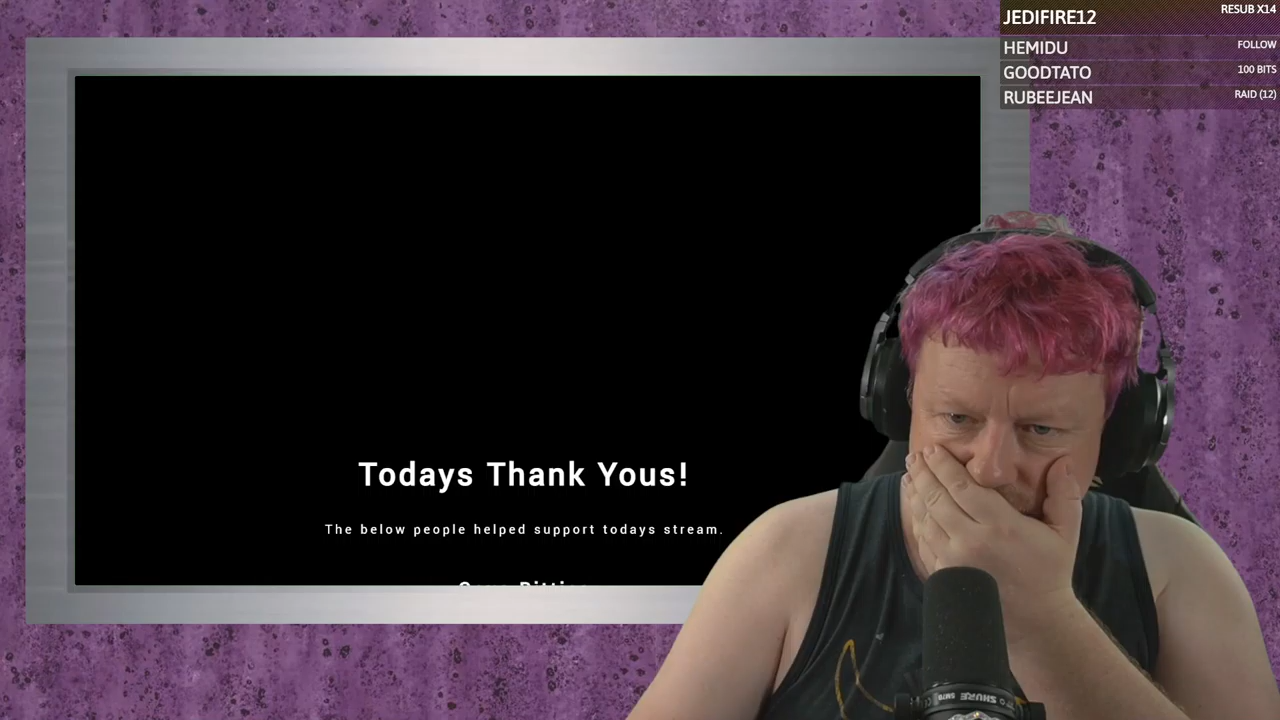 JEDIFIRE12
RESUB X14
HEMIDU
FOLLOW
GOODTATO
100 BITS
RUBEEJEAN
RAID (12)
Todays Thank Yous!
The below people helped support todays stream.
SHURE
SM7B